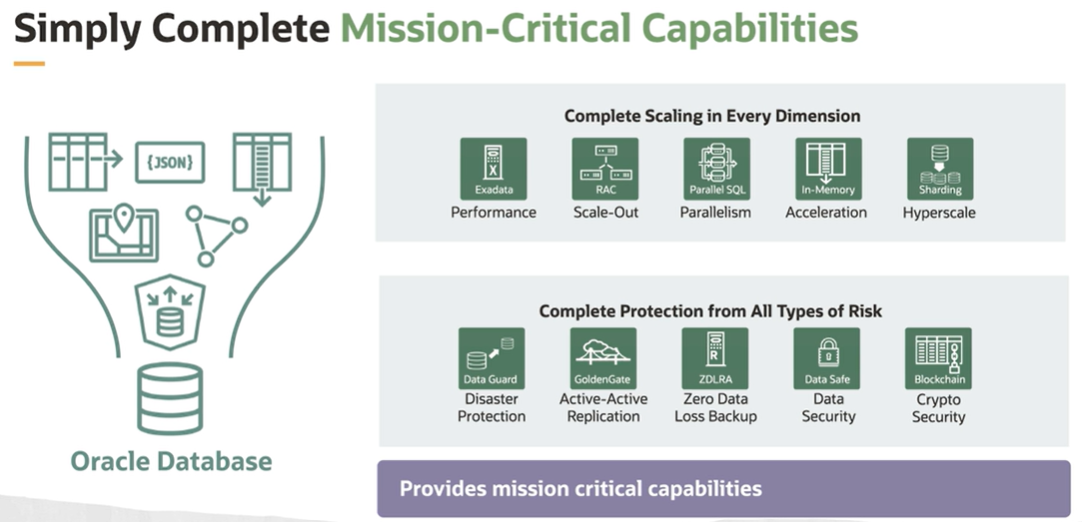 Simply Complete Mission-Critical Capabilities
{JSON}
Oracle Database
Complete Scaling in Every Dimension
X
Exadata
RAC
Parallel SQL
In-Memory
Sharding
Performance
Scale-Out
Parallelism
Acceleration
Hyperscale
Complete Protection from All Types of Risk
R
Data Guard
GoldenGate
ZDLRA
Data Safe
Blockchain
Disaster
Protection
Active-Active
Replication
Zero Data
Loss Backup
Data
Security
Crypto
Security
Provides mission critical capabilities